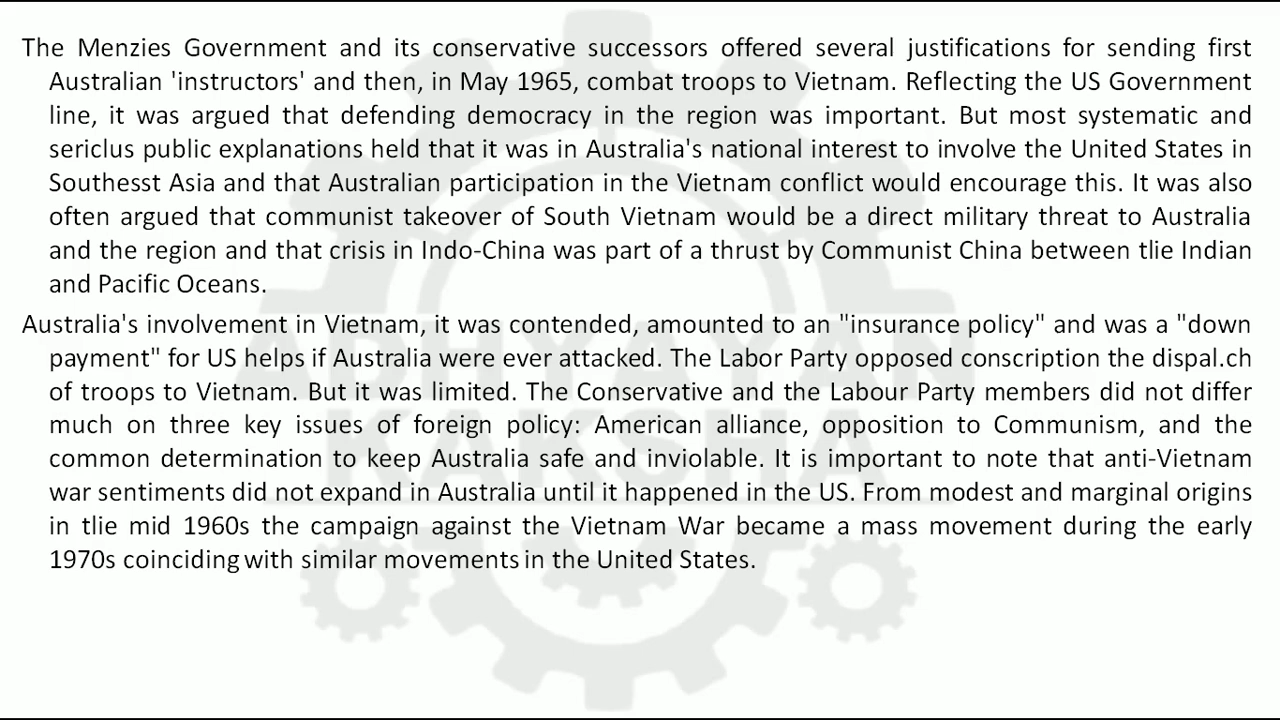 The Menzies Government and its conservative successors offered several justifications for sending first
Australian 'instructors' and then, in May 1965, combat troops to Vietnam. Reflecting the US Government
line, it was argued that defending democracy in the region was important. But most systematic and
sericlus public explanations held that it was in Australia's national interest to involve the United States in
Southesst Asia and that Australian participation in the Vietnam conflict would encourage this. It was also
often argued that communist takeover of South Vietnam would be a direct military threat to Australia
and the region and that crisis in Indo-China was part of a thrust by Communist China between tlie Indian
and Pacific Oceans.
Australia's involvement in Vietnam, it was contended, amounted to an "insurance policy" and was a "down
payment" for US helps if Australia were ever attacked. The Labor Party opposed conscription the dispal.ch
of troops to Vietnam. But it was limited. The Conservative and the Labour Party members did not differ
much on three key issues of foreign policy: American alliance, opposition to Communism, and the
common determination to keep Australia safe and inviolable. It is important to note that anti-Vietnam
war sentiments did not expand in Australia until it happened in the US. From modest and marginal origins
in tlie mid 1960s the campaign against the Vietnam War became a mass movement during the early
1970s coinciding with similar movements in the United States.
ADHYAYAN
KAKSHA